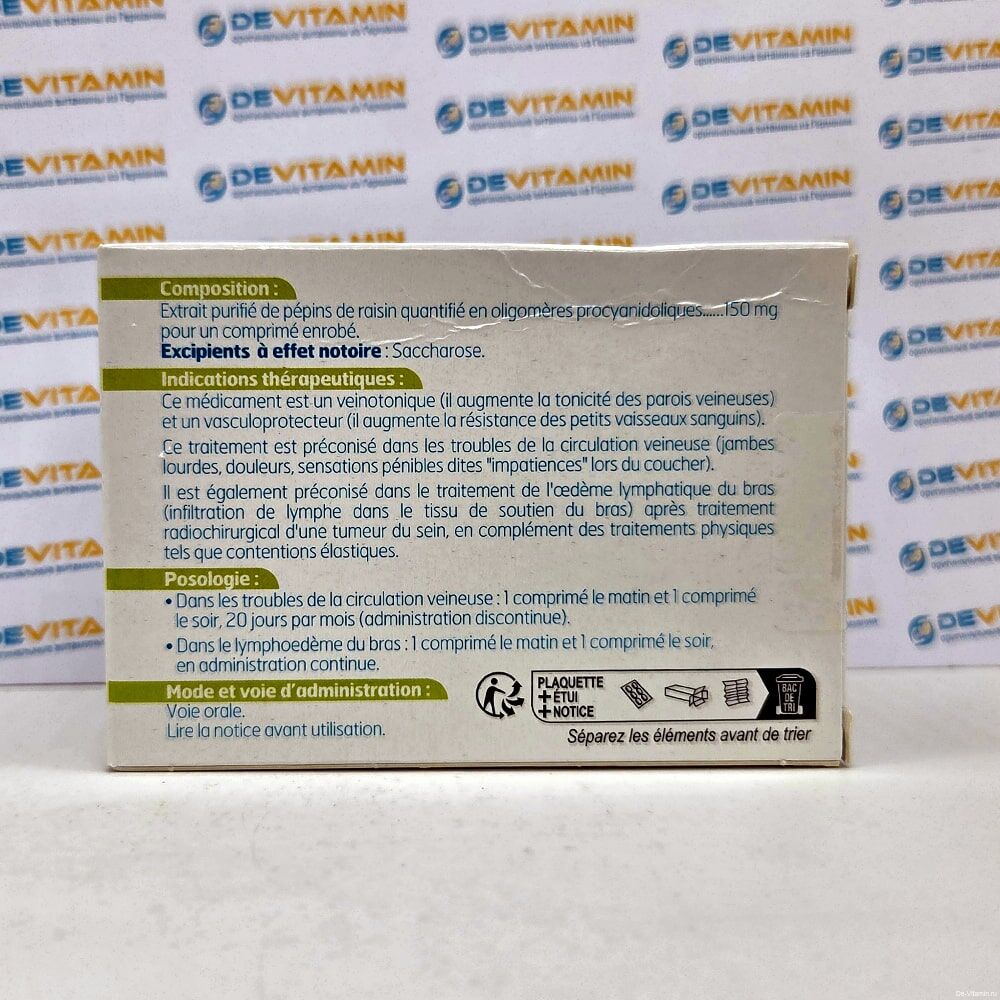 DEVITAMIN
Composition :
Extrait purifié de pépins de raisin quantifié en oligomères procyanidoliques......150 mg
pour un comprimé enrobé.
Excipients à effet notoire : Saccharose.
Indications thérapeutiques :
Ce médicament est un veinotonique (il augmente la tonicité des parois veineuses)
et un vasculoprotecteur (il augmente la résistance des petits vaisseaux sanguins).
Ce traitement est préconisé dans les troubles de la circulation veineuse (jambes
lourdes, douleurs, sensations pénibles dites "impatiences" lors du coucher).
Il est également préconisé dans le traitement de l'œdème lymphatique du bras
(infiltration de lymphe dans le tissu de soutien du bras) après traitement
radiochirurgical d'une tumeur du sein, en complément des traitements physiques
tels que contentions élastiques.
Posologie :
• Dans les troubles de la circulation veineuse : 1 comprimé le matin et 1 comprimé
le soir, 20 jours par mois (administration discontinue).
• Dans le lymphoedème du bras : 1 comprimé le matin et 1 comprimé le soir,
en administration continue.
Mode et voie d'administration :
Voie orale.
Lire la notice avant utilisation.
PLAQUETTE
+ ÉTUI
+ NOTICE
BAC
DE
TRI
Séparez les éléments avant de trier
De-Vitamin.ru